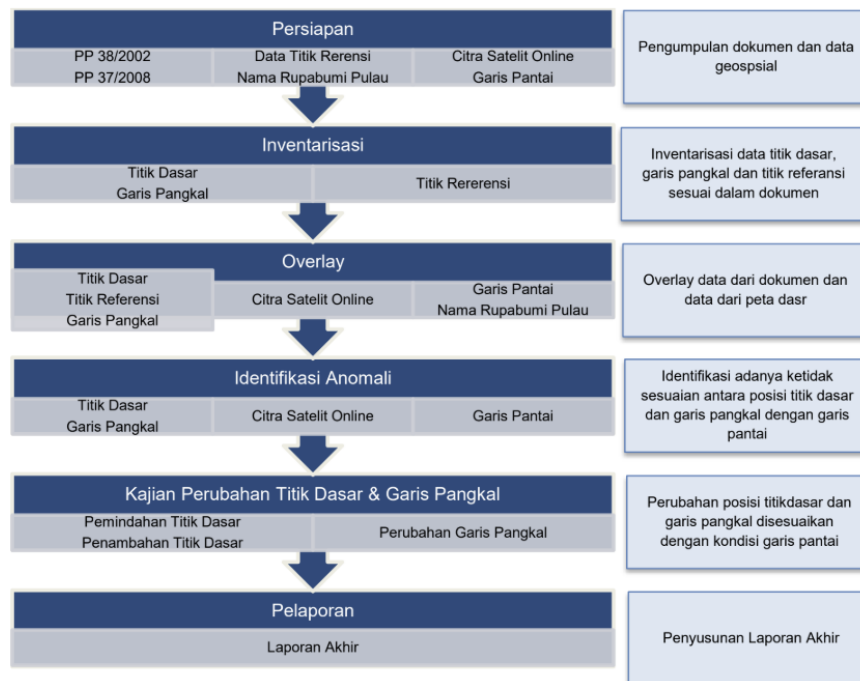 Persiapan
PP 38/2002
PP 37/2008
Data Titik Rerensi
Nama Rupabumi Pulau
Citra Satelit Online
Garis Pantai
Pengumpulan dokumen dan data
geospsial
Inventarisasi
Titik Dasar
Garis Pangkal
Titik Rererensi
Inventarisasi data titik dasar,
garis pangkal dan titik referansi
sesuai dalam dokumen
Overlay
Titik Dasar
Titik Referensi
Garis Pangkal
Citra Satelit Online
Garis Pantai
Nama Rupabumi Pulau
Overlay data dari dokumen dan
data dari peta dasr
Identifikasi Anomali
Titik Dasar
Garis Pangkal
Citra Satelit Online
Garis Pantai
Identifikasi adanya ketidak
sesuaian antara posisi titik dasar
dan garis pangkal dengan garis
pantai
Kajian Perubahan Titik Dasar & Garis Pangkal
Pemindahan Titik Dasar
Penambahan Titik Dasar
Perubahan Garis Pangkal
Perubahan posisi titikdasar dan
garis pangkal disesuaikan
dengan kondisi garis pantai
Pelaporan
Laporan Akhir
Penyusunan Laporan Akhir